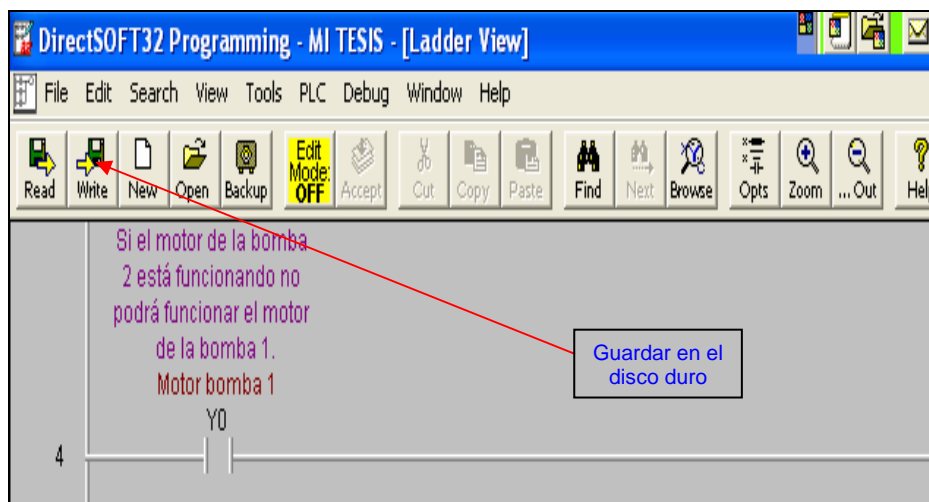 DirectSOFT32 Programming - MI TESIS - [Ladder View]
File Edit Search View Tools PLC Debug Window Help
Read Write New Open Backup Edit Mode: OFF Accept Cut Copy Paste Find Next Browse Opts Zoom ... Out Help
Si el motor de la bomba
2 está funcionando no
podrá funcionar el motor
de la bomba 1.
Motor bomba 1
Y0
4
Guardar en el
disco duro